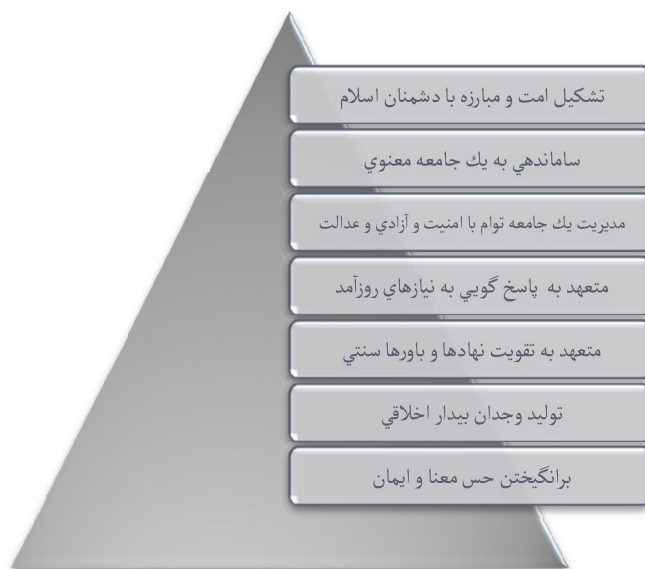 تشكيل امت و مبارزه با دشمنان اسلام
ساماندهي به يك جامعه معنوي
مديريت يك جامعه توام با امنيت و آزادي و عدالت
متعهد به پاسخ گويي به نيازهاي روزآمد
متعهد به تقويت نهادها و باورها سنتي
توليد وجدان بيدار اخلاقي
برانگيختن حس معنا و ايمان